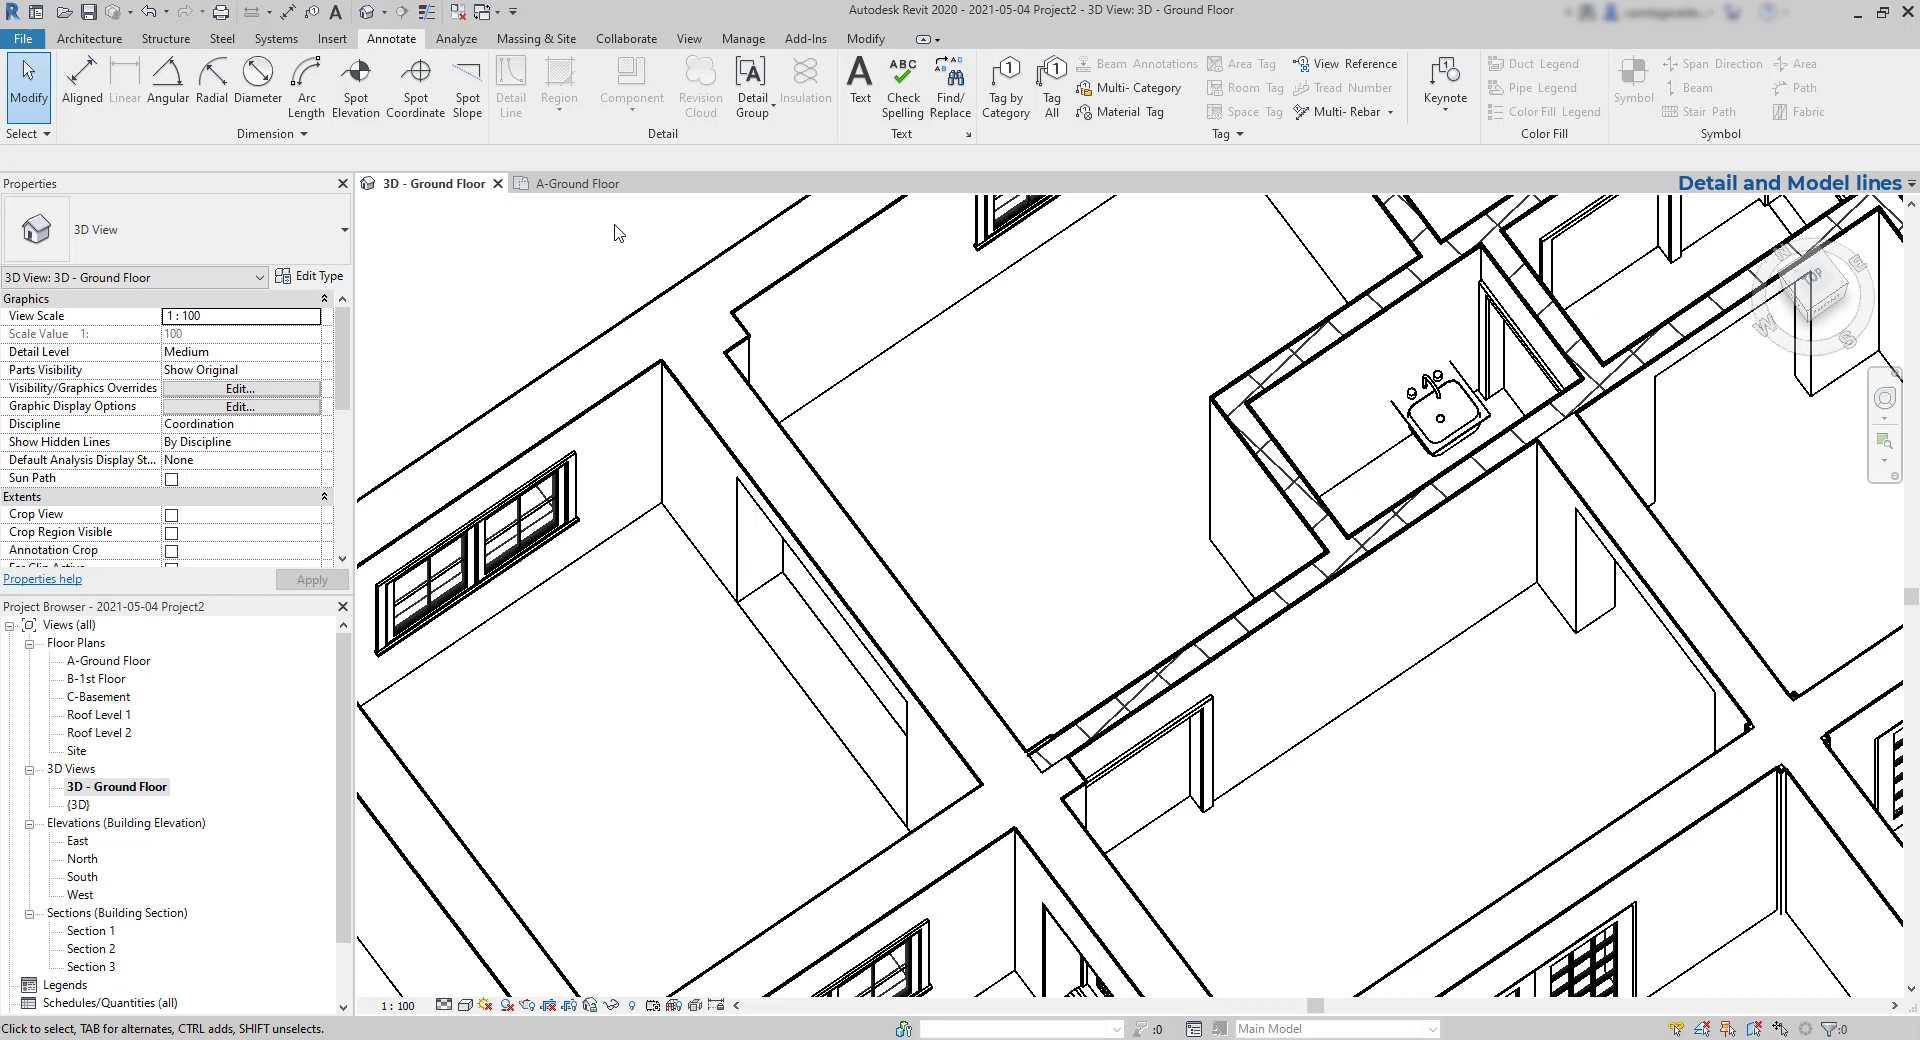 Autodesk Revit 2020 - 2021-05-04 Project2 - 3D View: 3D - Ground Floor
File Architecture Structure Steel Systems Insert Annotate Analyze Massing & Site Collaborate View Manage Add-Ins Modify
Modify
Select
Aligned Linear Angular Radial Diameter Arc Length Spot Elevation Spot Coordinate Spot Slope
Dimension
Detail Line Region Component Revision Cloud Detail Group Insulation
Detail
Text Check Spelling Find/ Replace
Text
Tag by Category Tag All
Beam Annotations Area Tag View Reference
Multi- Category Room Tag Tread Number
Material Tag Space Tag Multi- Rebar
Tag
Keynote
Duct Legend
Pipe Legend
Color Fill Legend
Color Fill
Symbol
Span Direction Area
Beam Path
Stair Path Fabric
Symbol
Properties
3D View
3D View: 3D - Ground Floor Edit Type
Graphics
View Scale 1 : 100
Scale Value 1: 100
Detail Level Medium
Parts Visibility Show Original
Visibility/Graphics Overrides Edit...
Graphic Display Options Edit...
Discipline Coordination
Show Hidden Lines By Discipline
Default Analysis Display St... None
Sun Path
Extents
Crop View
Crop Region Visible
Annotation Crop
Properties help Apply
Project Browser - 2021-05-04 Project2
Views (all)
Floor Plans
A-Ground Floor
B-1st Floor
C-Basement
Roof Level 1
Roof Level 2
Site
3D Views
3D - Ground Floor
{3D}
Elevations (Building Elevation)
East
North
South
West
Sections (Building Section)
Section 1
Section 2
Section 3
Legends
Schedules/Quantities (all)
3D - Ground Floor A-Ground Floor
Detail and Model lines
TOP
FRONT
N
E
W
S
1 : 100
Click to select, TAB for alternates, CTRL adds, SHIFT unselects.
:0
Main Model
:0